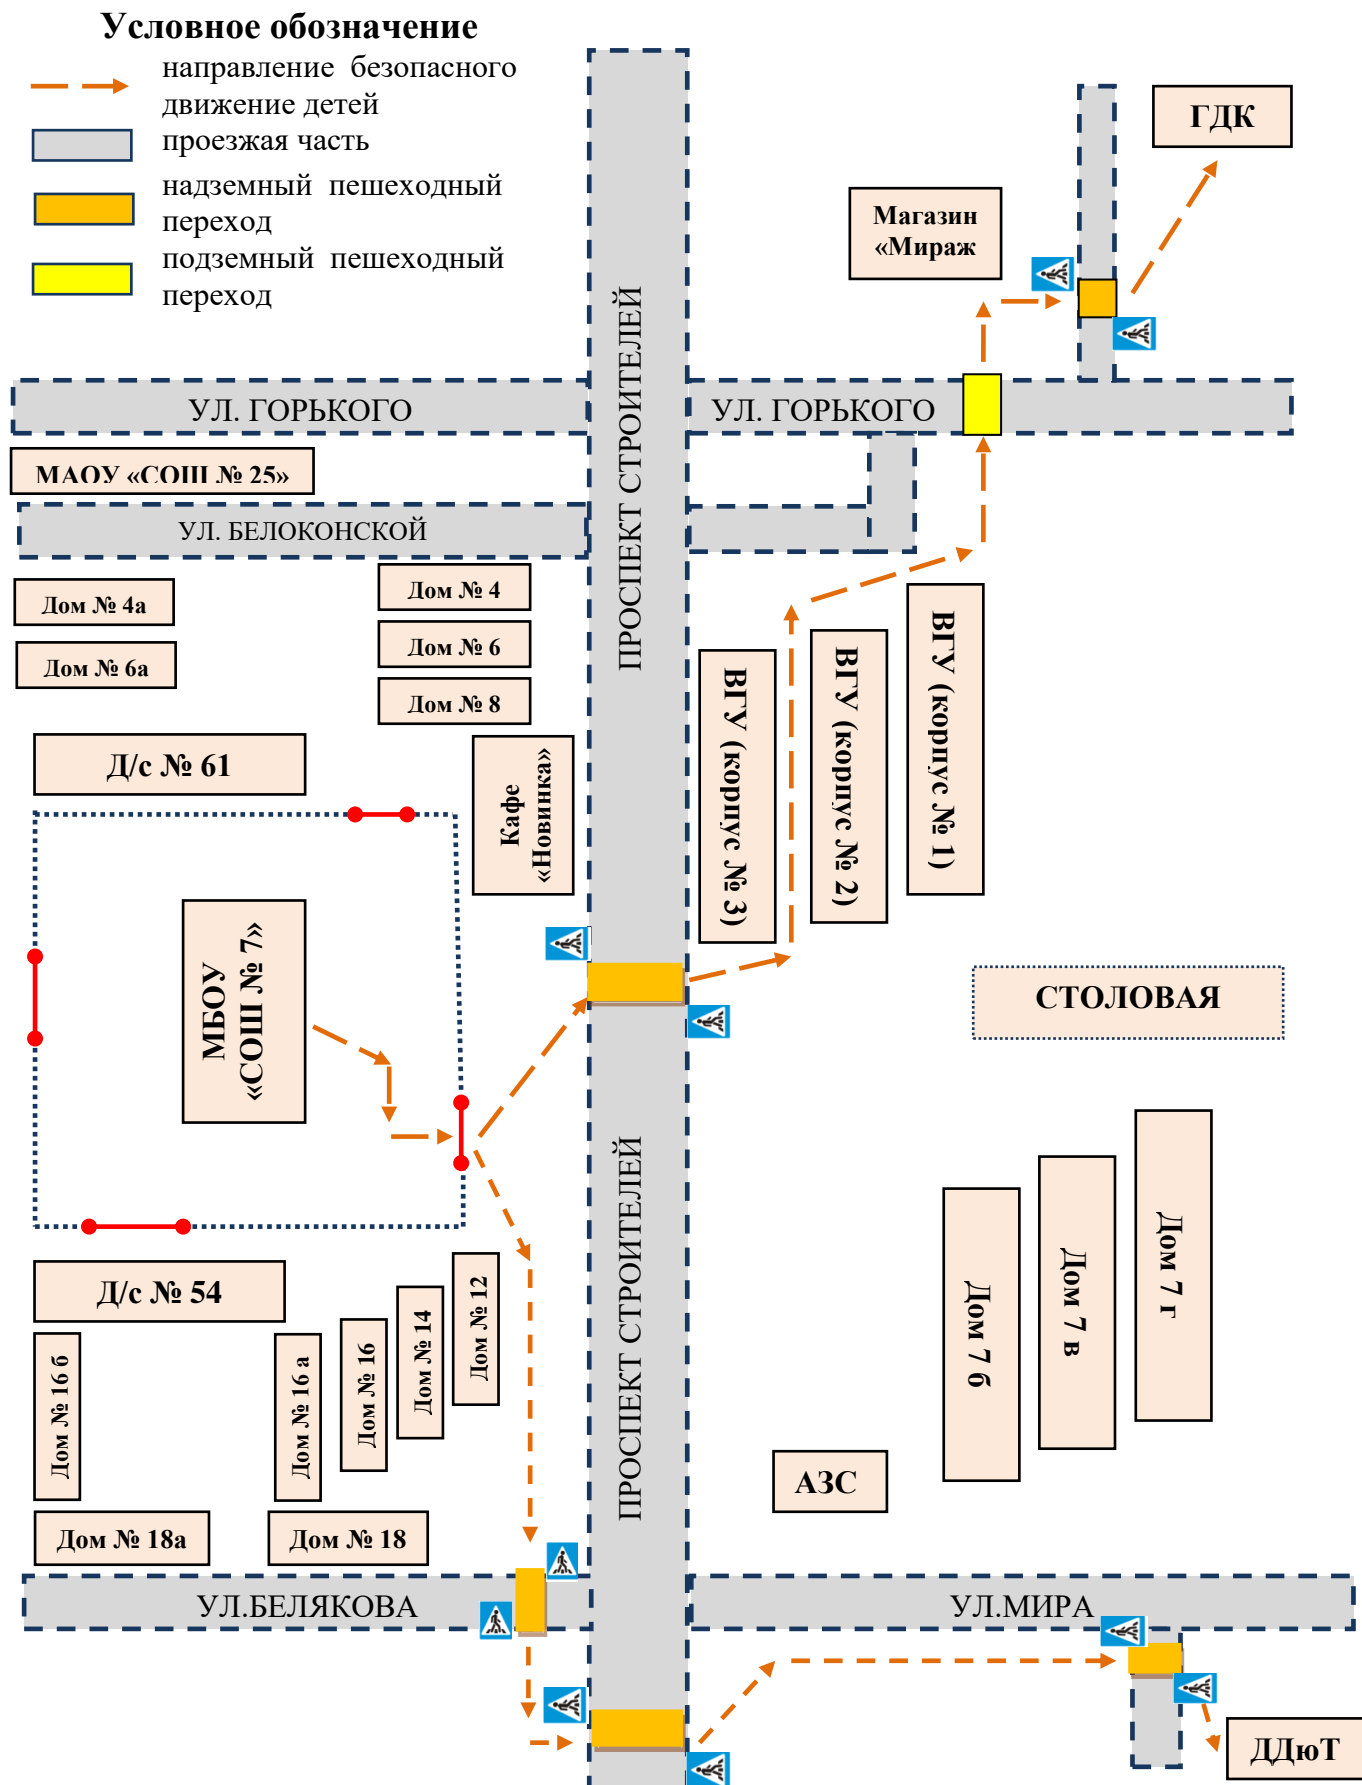 Условное обозначение
направление безопасного
движение детей
проезжая часть
надземный пешеходный
переход
подземный пешеходный
переход
ГДК
Магазин
«Мираж
ПРОСПЕКТ СТРОИТЕЛЕЙ
УЛ. ГОРЬКОГО
УЛ. ГОРЬКОГО
МАОУ «СОШ № 25»
УЛ. БЕЛОКОНСКОЙ
Дом № 4а
Дом № 4
Дом № 6а
Дом № 6
Дом № 8
ВГУ (корпус № 3)
ВГУ (корпус № 2)
ВГУ (корпус № 1)
Д/с № 61
Кафе
«Новинка»
МБОУ
«СОШ № 7»
СТОЛОВАЯ
ПРОСПЕКТ СТРОИТЕЛЕЙ
Дом 7 б
Дом 7 в
Дом 7 г
Д/с № 54
Дом № 16 б
Дом № 16 а
Дом № 16
Дом № 14
Дом № 12
АЗС
Дом № 18а
Дом № 18
УЛ.БЕЛЯКОВА
УЛ.МИРА
ДДюТ